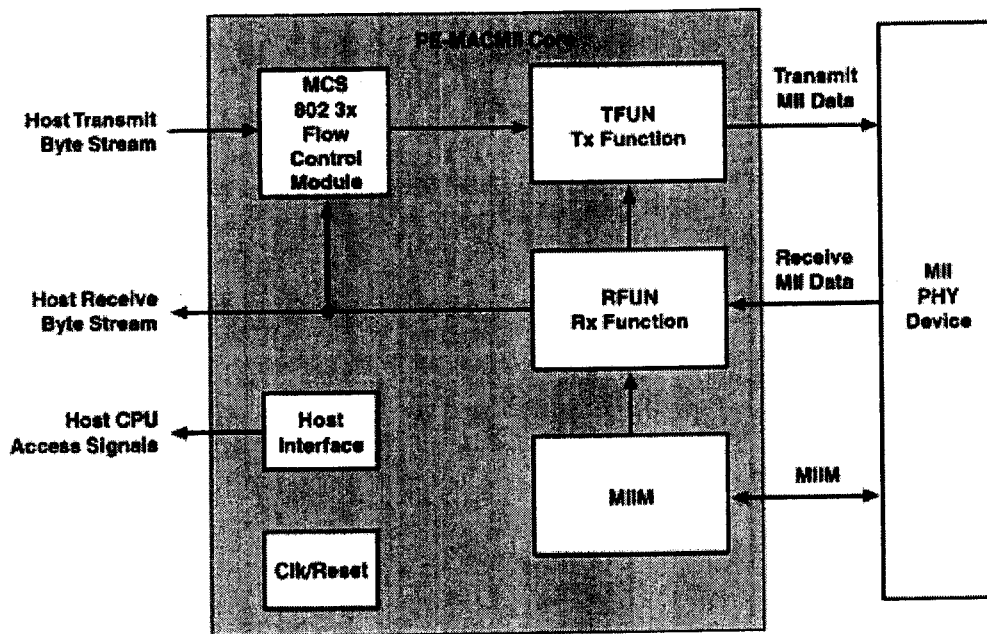 PE-MACMII Core
MCS
802 3x
Flow
Control
Module
TFUN
Tx Function
Transmit
MII Data
Host Transmit
Byte Stream
Receive
MII Data
Host Receive
Byte Stream
RFUN
Rx Function
MII
PHY
Device
Host CPU
Access Signals
Host
Interface
MIIM
MIIM
Clk/Reset